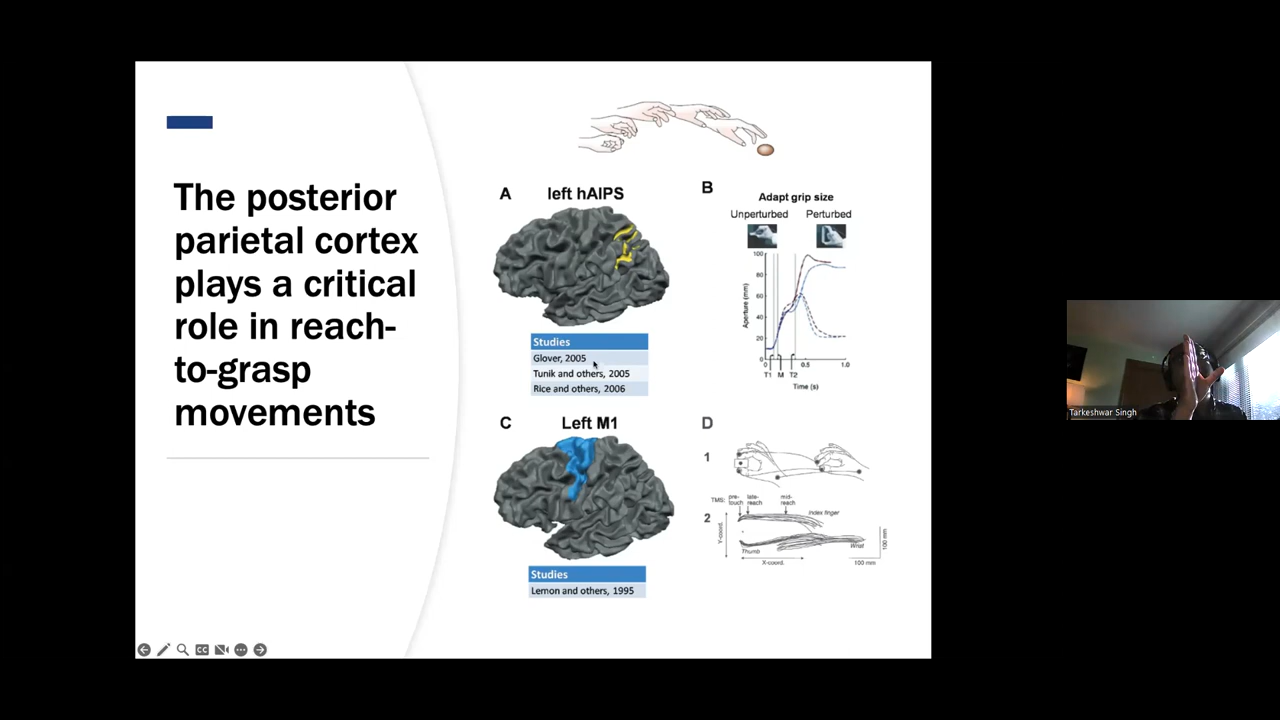 The posterior
parietal cortex
plays a critical
role in reach-
to-grasp
movements
A left hAIPS
Studies
Glover, 2005
Tunik and others, 2005
Rice and others, 2006
B
Adapt grip size
Unperturbed Perturbed
100
80
60
40
20
0
Aperture (mm)
0 0.5 1.0
T1 M T2
Time (s)
C Left M1
Studies
Lemon and others, 1995
D
1
TMS: pre-touch late-reach mid-reach
2
Index finger
Y-coord.
Thumb
Wrist
X-coord.
100 mm
100 mm
CC
Tarkeshwar Singh